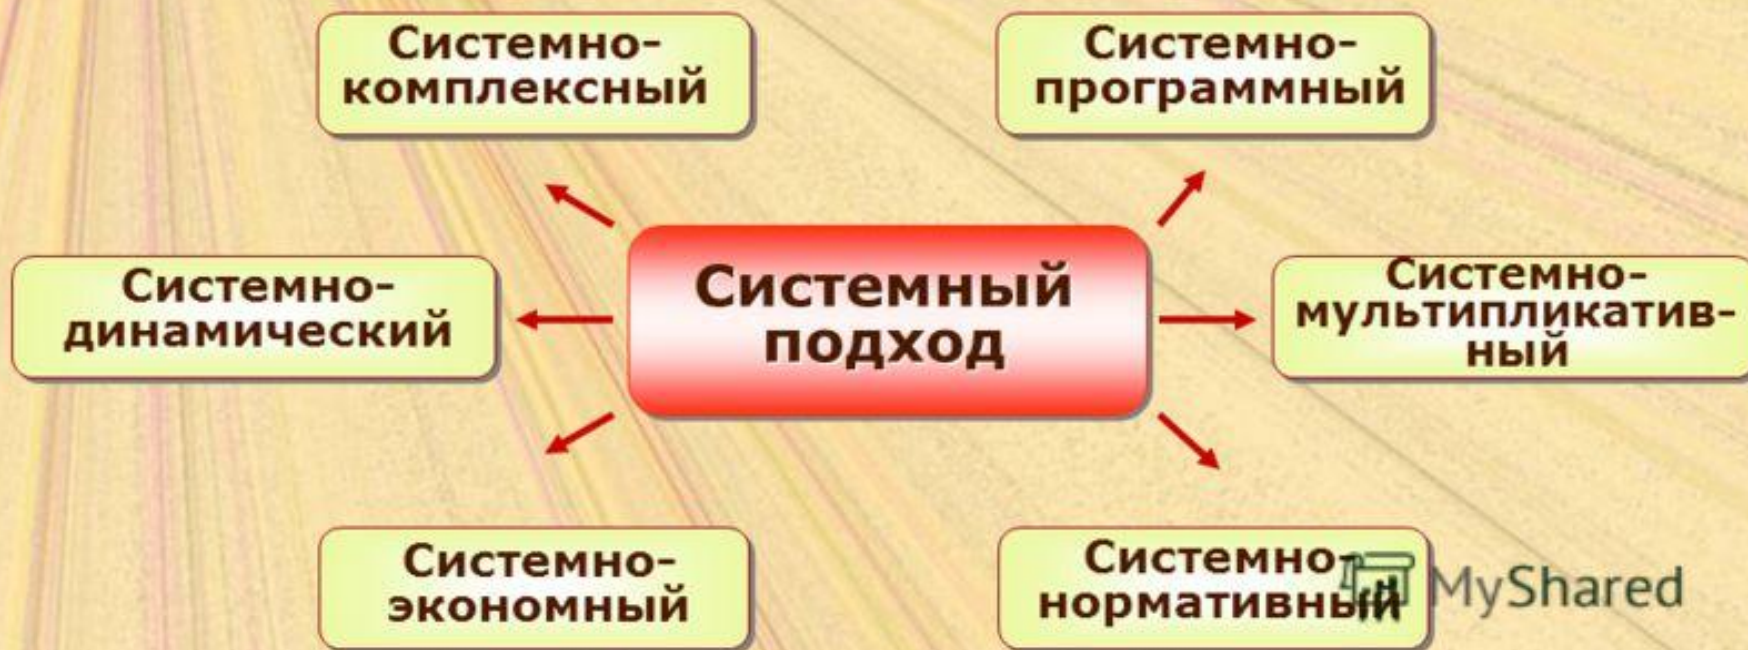 Системно-
комплексный
Системно-
программный
Системно-
динамический
Системный
подход
Системно-
мультипликатив-
ный
Системно-
экономный
Системно-
нормативный
MyShared